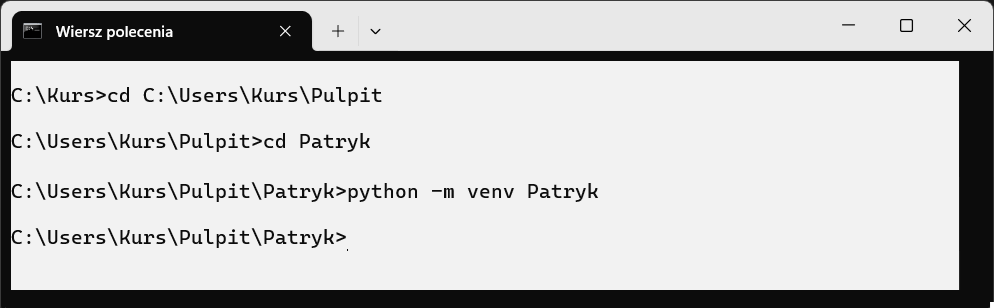 Wiersz polecenia
C:\Kurs>cd C:\Users\Kurs\Pulpit
C:\Users\Kurs\Pulpit>cd Patryk
C:\Users\Kurs\Pulpit\Patryk>python -m venv Patryk
C:\Users\Kurs\Pulpit\Patryk>